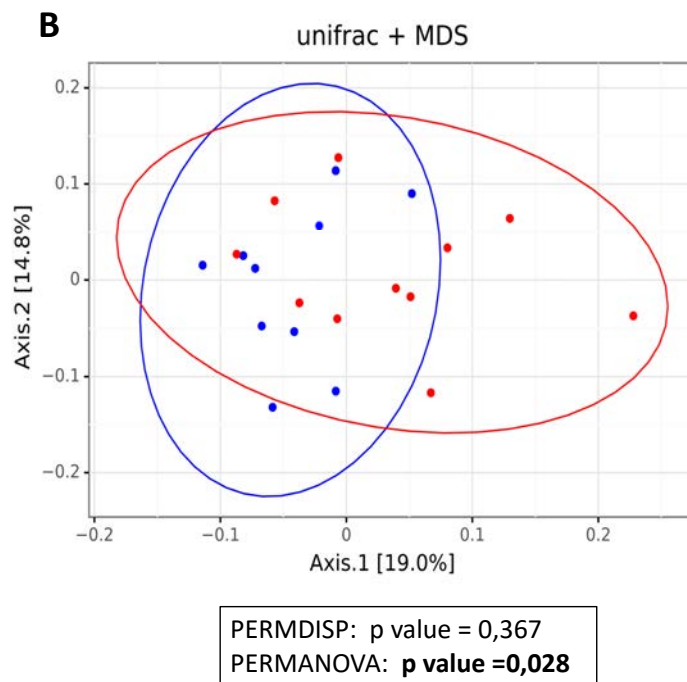 B
unifrac + MDS
0.2
0.1
0
−0.1
−0.2
Axis.2 [14.8%]
−0.2
−0.1
0
0.1
0.2
Axis.1 [19.0%]
PERMDISP: p value = 0,367
PERMANOVA: p value =0,028